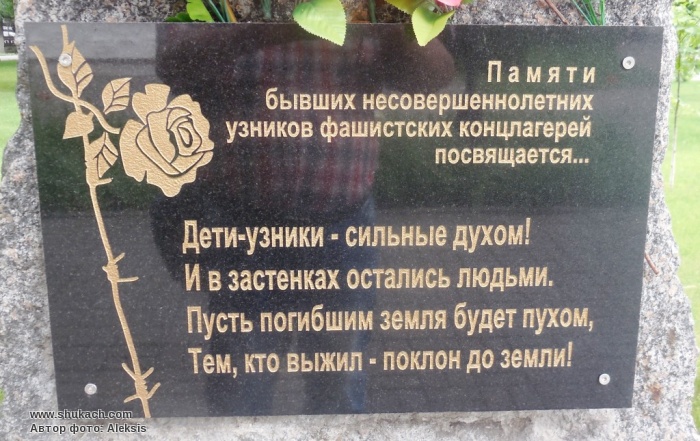 Памяти
бывших несовершеннолетних
узников фашистских концлагерей
посвящается...
Дети-узники - сильные духом!
И в застенках остались людьми.
Пусть погибшим земля будет пухом,
Тем, кто выжил - поклон до земли!
www.shukach.com
Автор фото: Aleksis